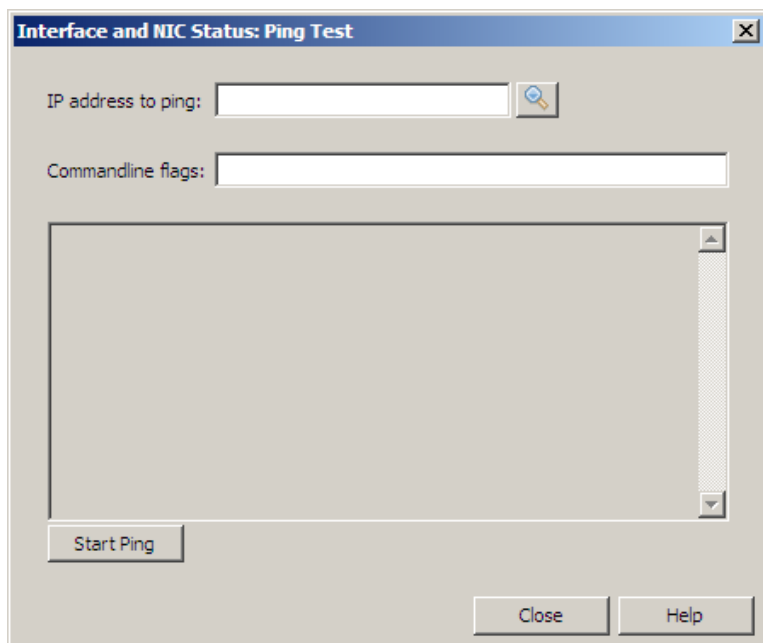 Interface and NIC Status: Ping Test
IP address to ping:
Commandline flags:
Start Ping
Close
Help